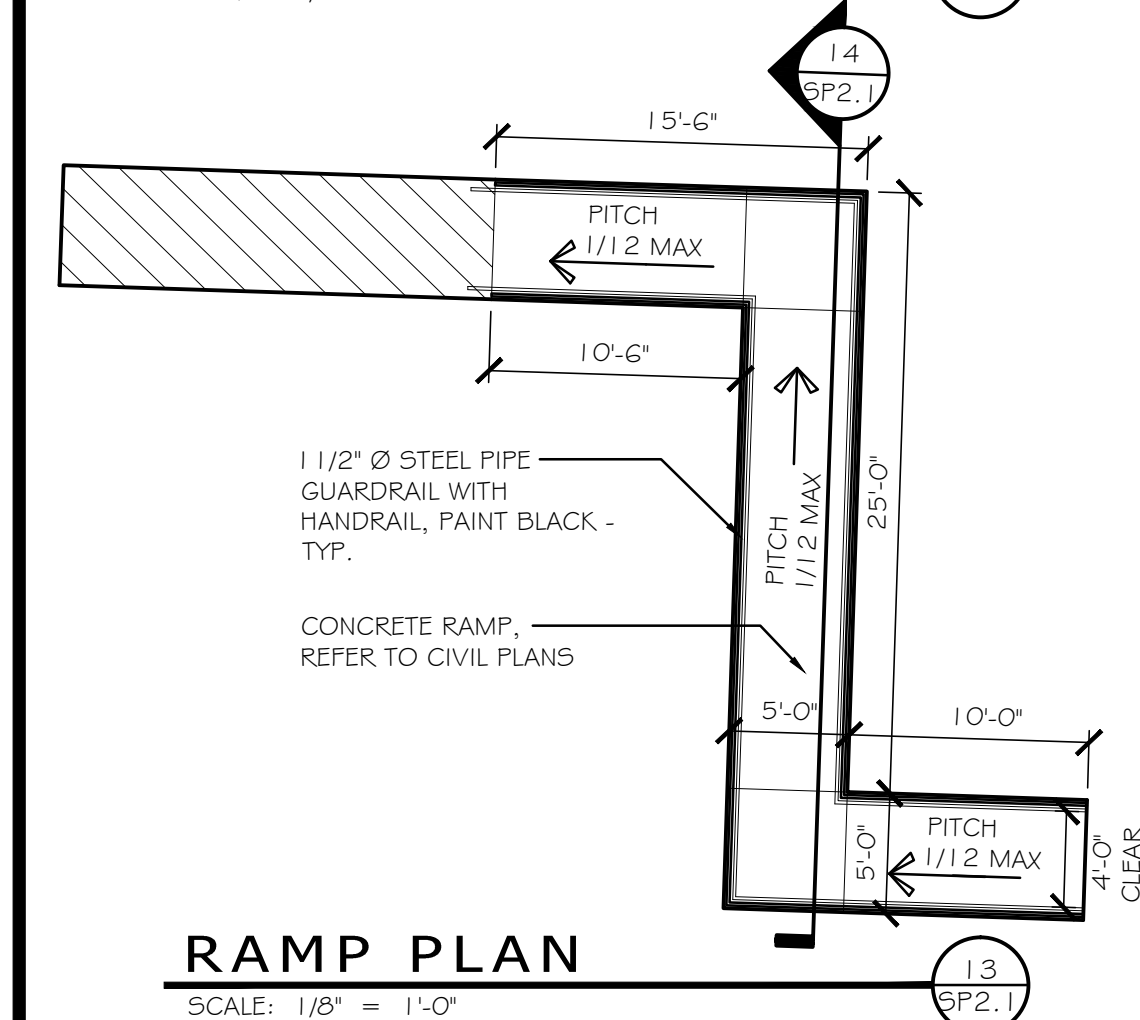 14
SP2.1
15'-6"
PITCH
1/12 MAX
10'-6"
1 1/2" Ø STEEL PIPE
GUARDRAIL WITH
HANDRAIL, PAINT BLACK -
TYP.
PITCH
1/12 MAX
25'-0"
CONCRETE RAMP,
REFER TO CIVIL PLANS
5'-0"
10'-0"
PITCH
1/12 MAX
5'-0"
4'-0"
CLEAR
RAMP PLAN
13
SP2.1
SCALE: 1/8" = 1'-0"